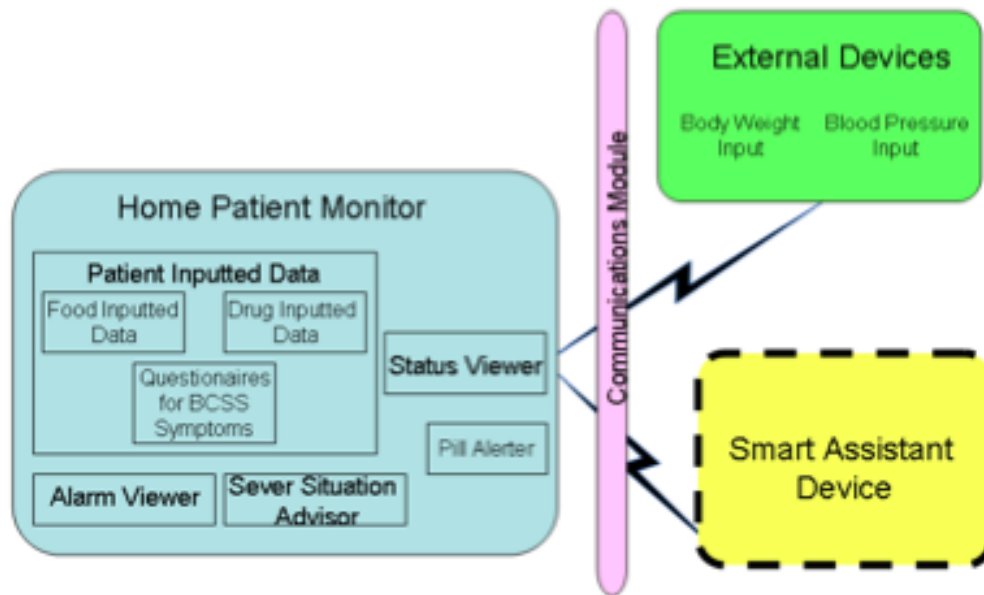 External Devices
Body Weight
Input
Blood Pressure
Input
Communications Module
Home Patient Monitor
Patient Inputted Data
Food Inputted
Data
Drug Inputted
Data
Questionaires
for BCSS
Symptoms
Status Viewer
Pill Alerter
Alarm Viewer
Sever Situation
Advisor
Smart Assistant
Device